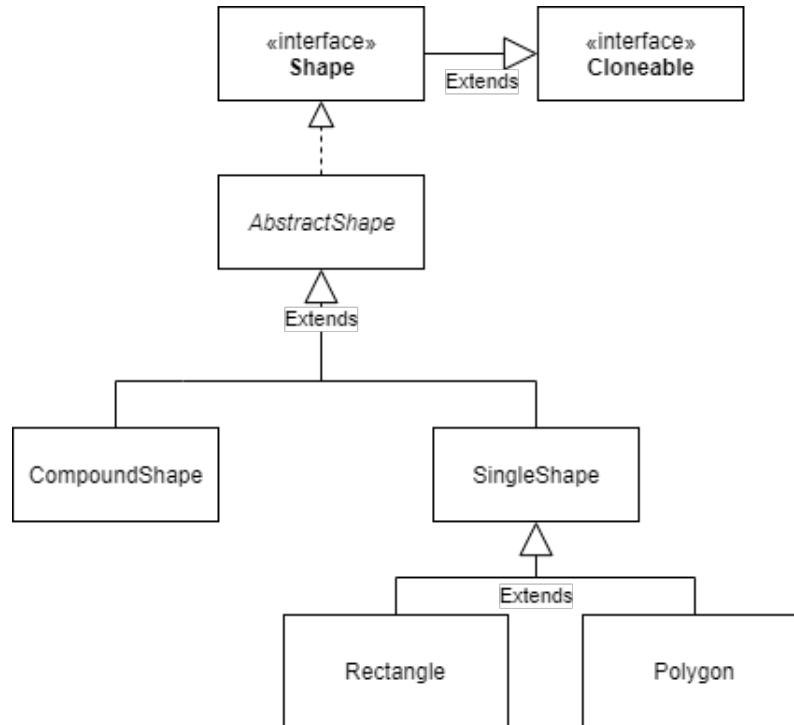 «interface»
Shape
Extends
«interface»
Cloneable
AbstractShape
Extends
CompoundShape
SingleShape
Extends
Rectangle
Polygon